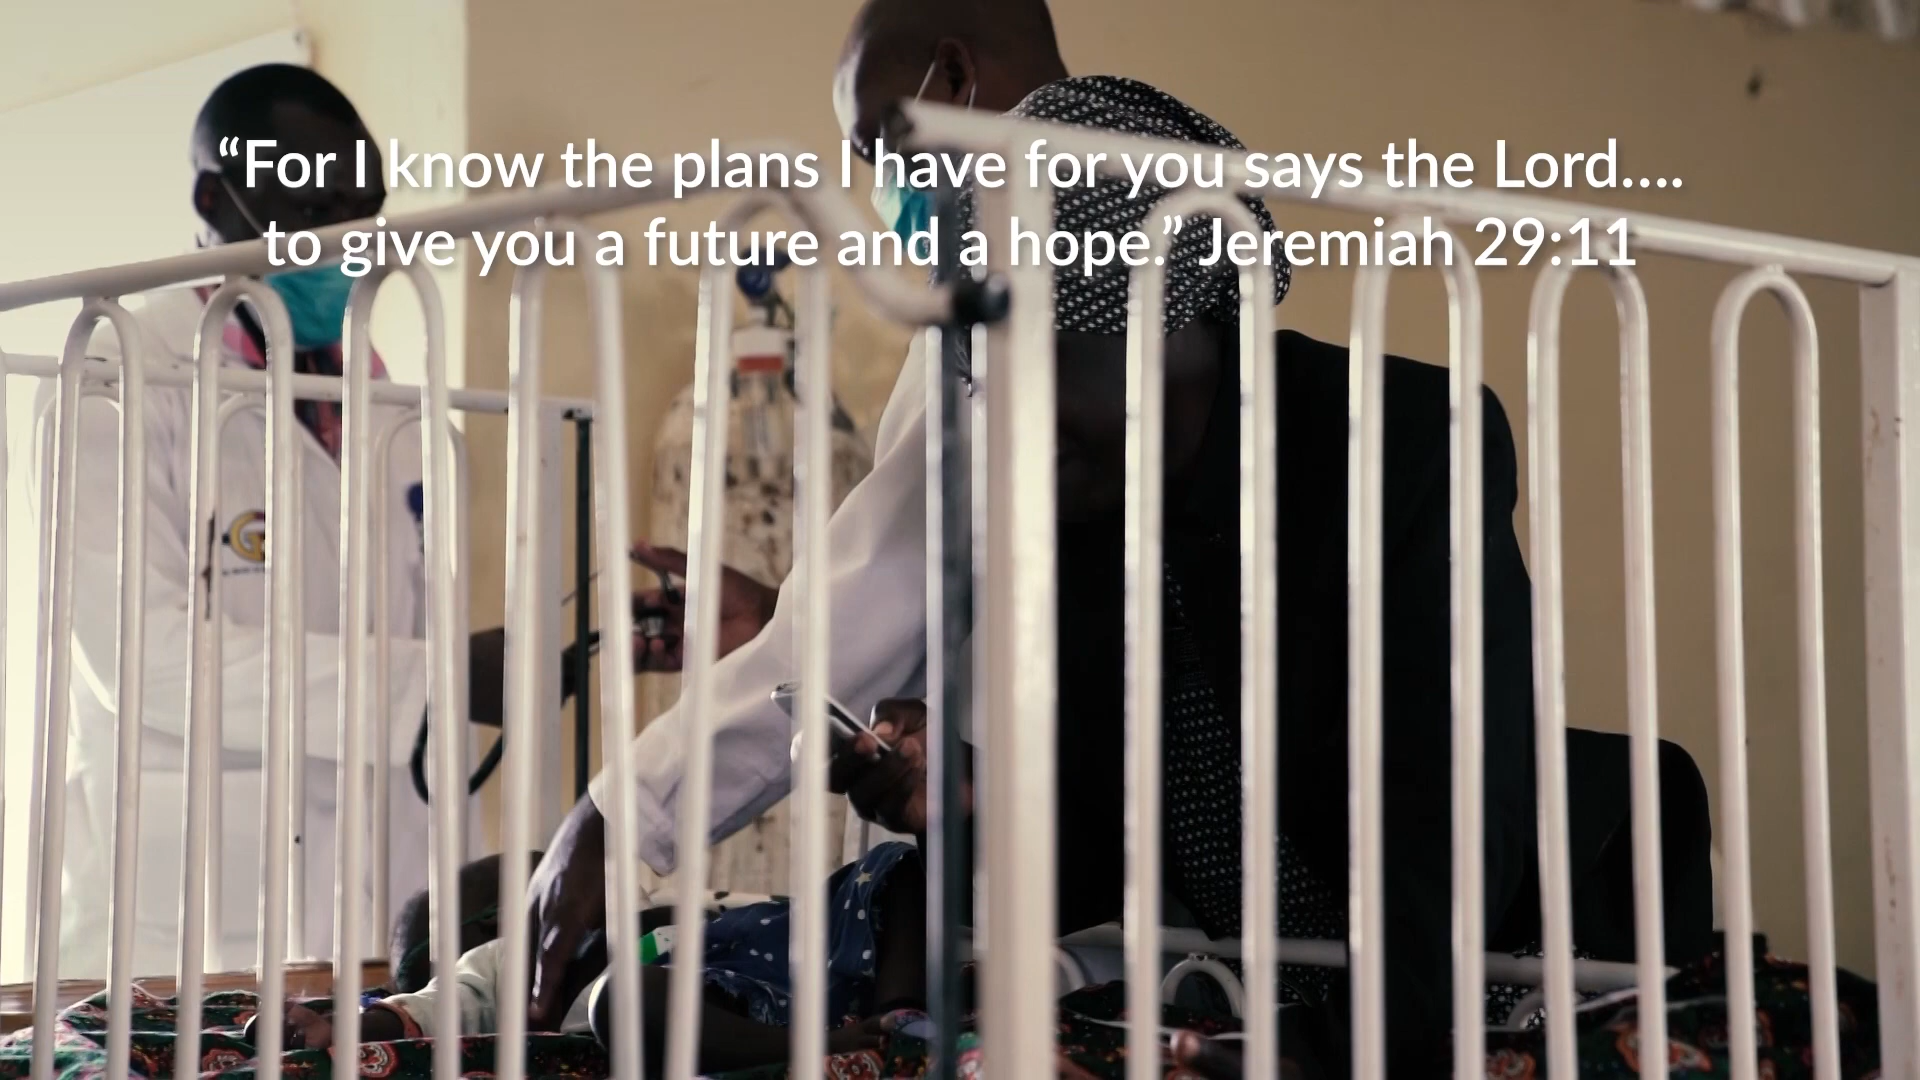 “For I know the plans I have for you says the Lord....
to give you a future and a hope.” Jeremiah 29:11